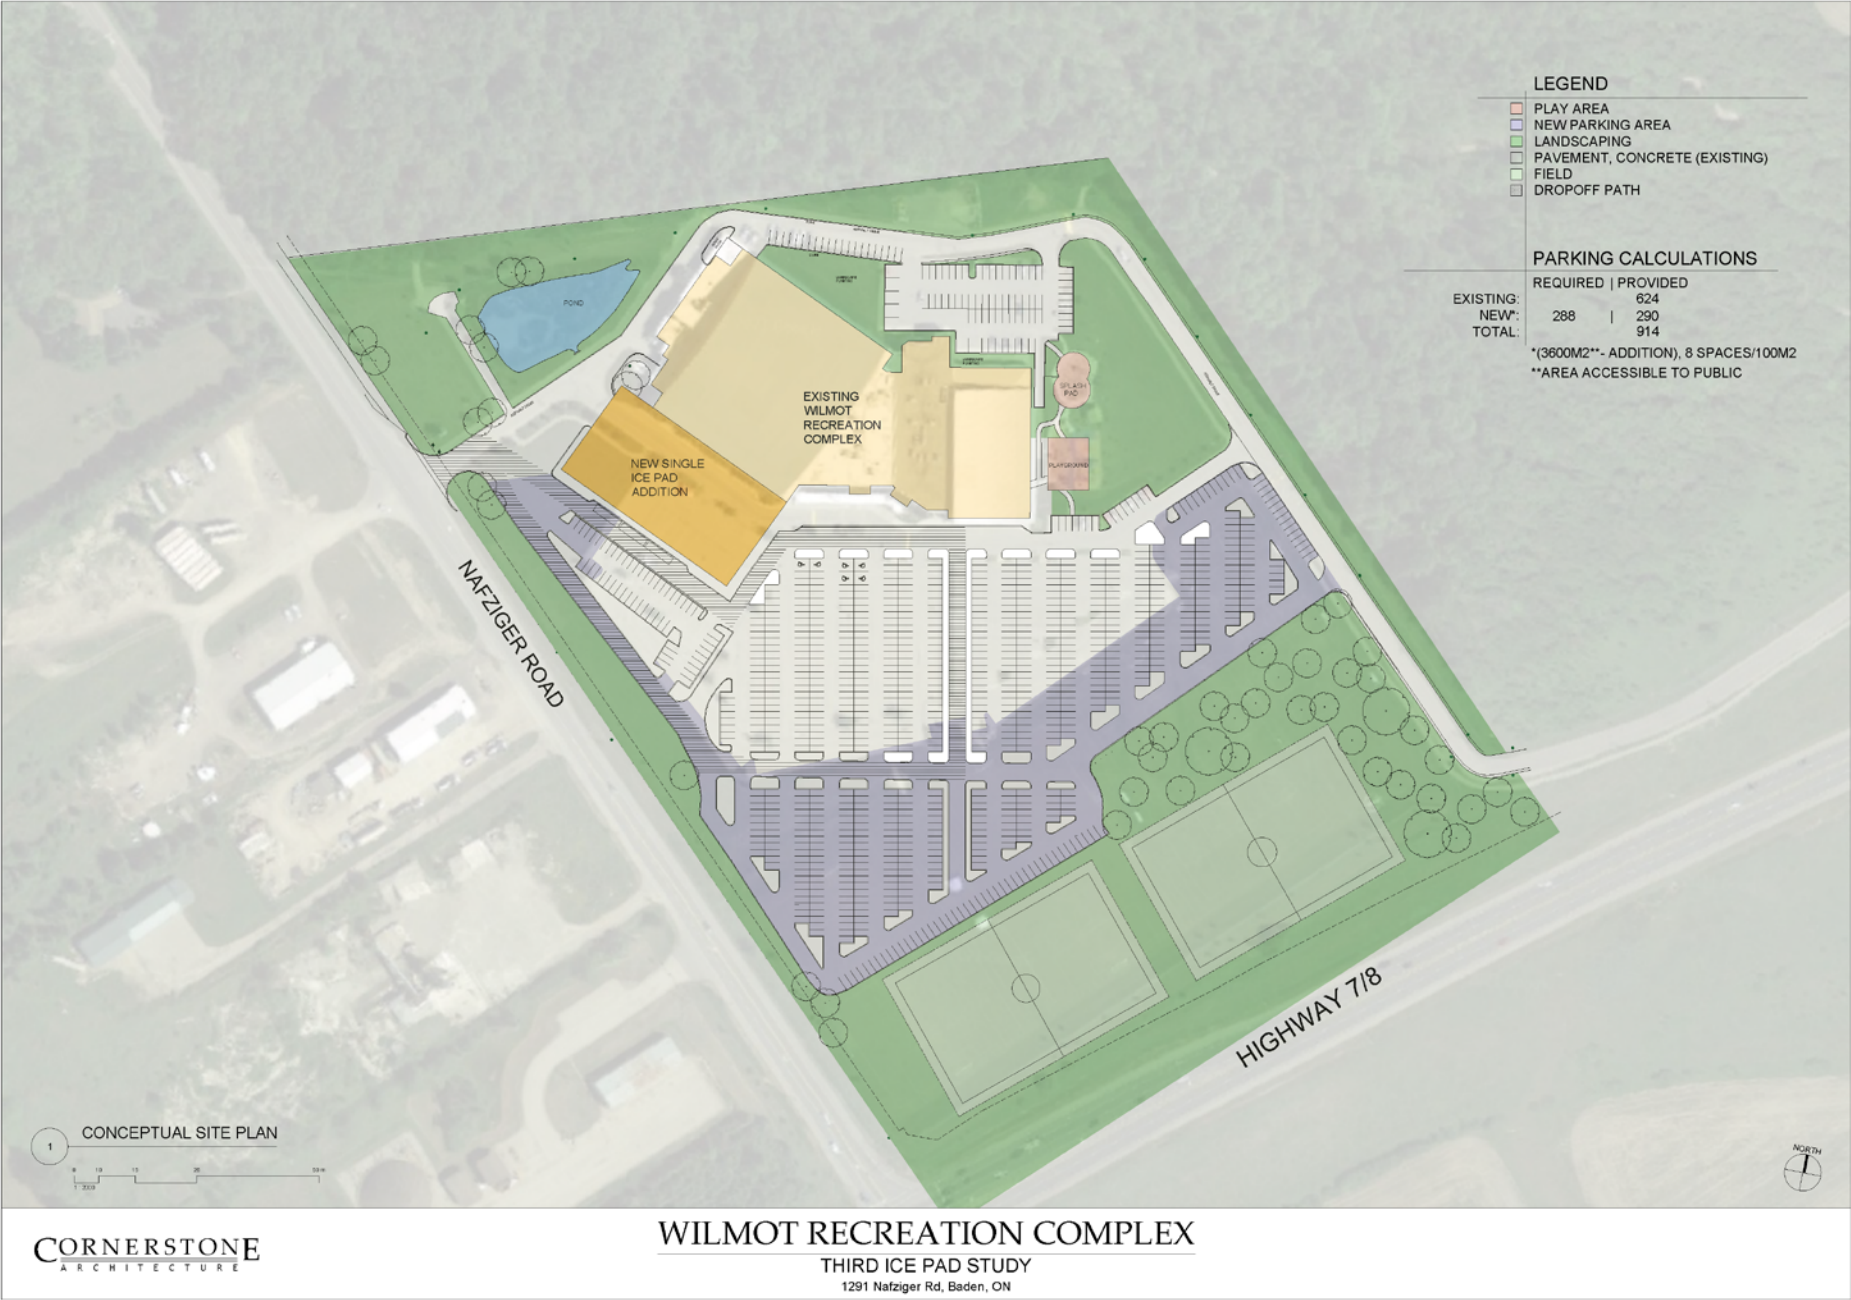 LEGEND
PLAY AREA
NEW PARKING AREA
LANDSCAPING
PAVEMENT, CONCRETE (EXISTING)
FIELD
DROPOFF PATH
PARKING CALCULATIONS
REQUIRED | PROVIDED
EXISTING: 624
NEW*: 288 | 290
TOTAL: 914
*(3600M2**- ADDITION), 8 SPACES/100M2
**AREA ACCESSIBLE TO PUBLIC
POND
EXISTING
WILMOT
RECREATION
COMPLEX
SPLASH
PAD
PLAYGROUND
NEW SINGLE
ICE PAD
ADDITION
NAFZIGER ROAD
HIGHWAY 7/8
1
CONCEPTUAL SITE PLAN
NORTH
CORNERSTONE
ARCHITECTURE
WILMOT RECREATION COMPLEX
THIRD ICE PAD STUDY
1291 Nafziger Rd, Baden, ON